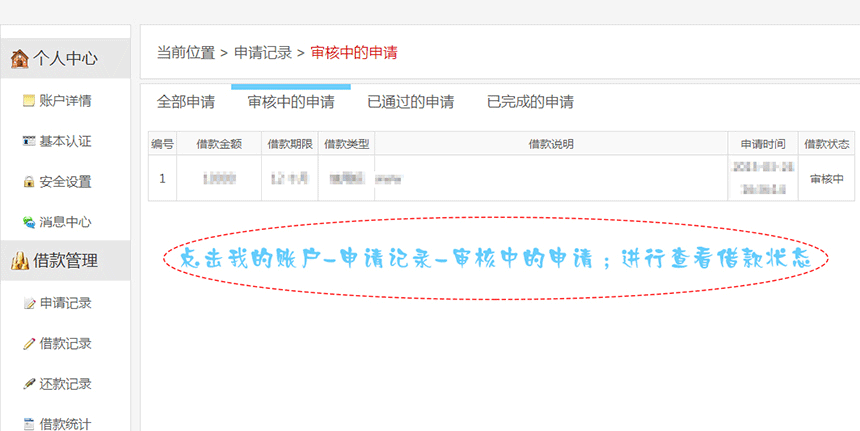 个人中心
账户详情
基本认证
安全设置
消息中心
借款管理
申请记录
借款记录
还款记录
借款统计
当前位置 > 申请记录 > 审核中的申请
全部申请 审核中的申请 已通过的申请 已完成的申请
编号 借款金额 借款期限 借款类型 借款说明 申请时间 借款状态
1 审核中
点击我的账户-申请记录-审核中的申请；进行查看借款状态